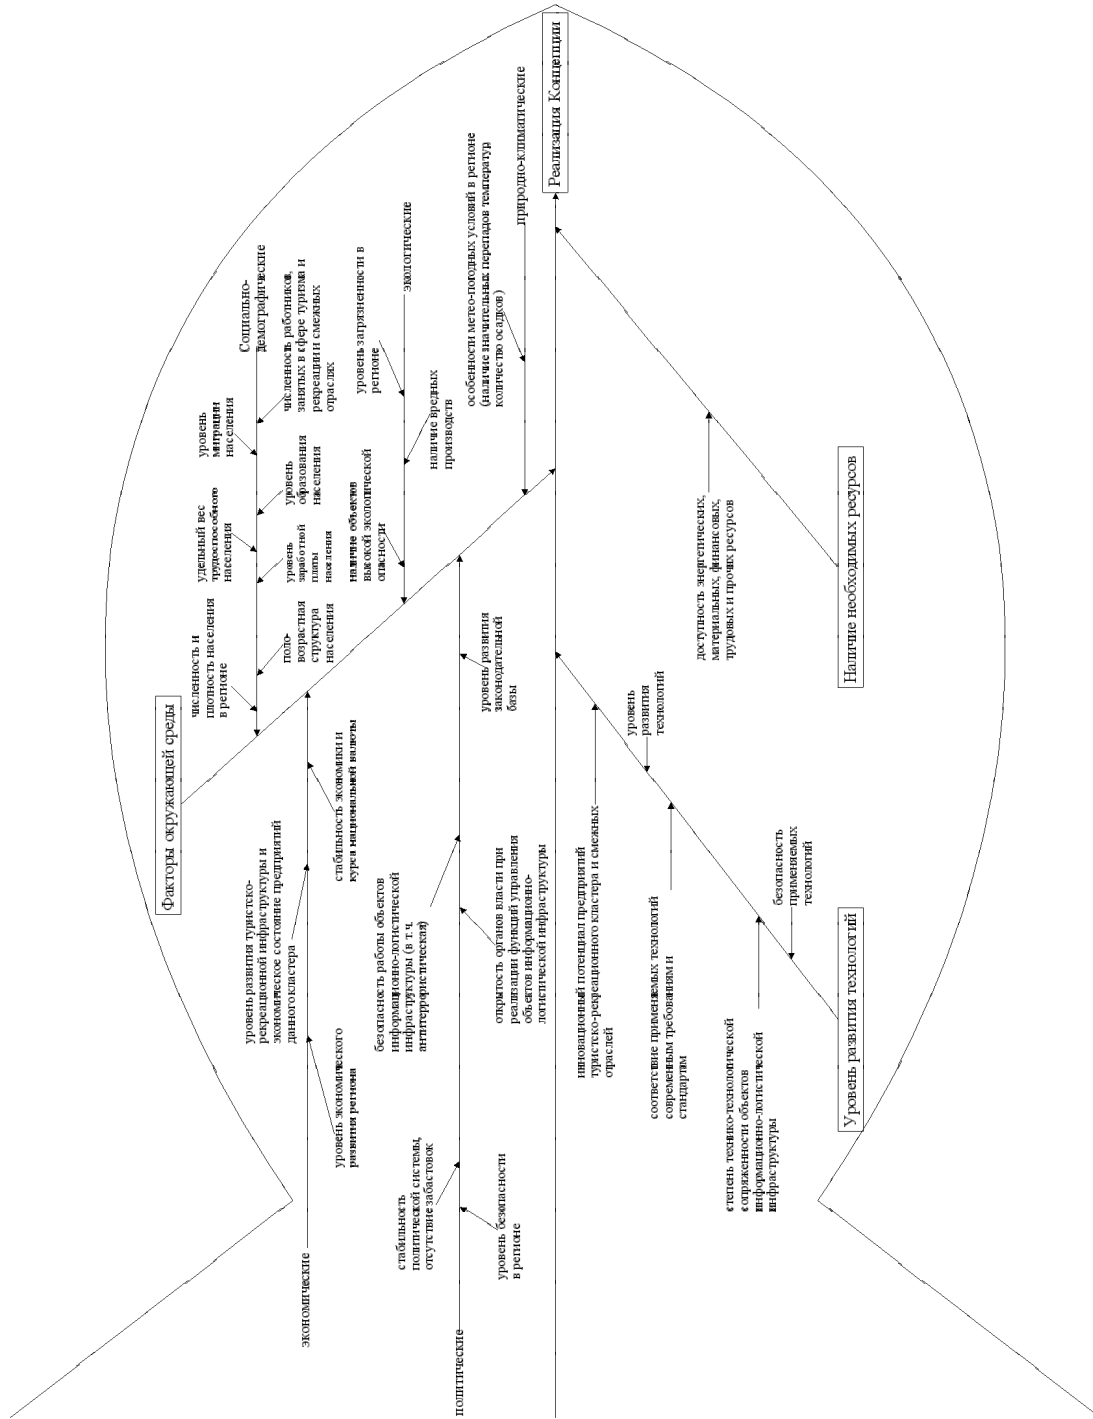 Факторы окружающей среды
Социально-
демографические
численность и
плотность населения
в регионе
удельный вес
трудоспособного
населения
уровень
миграции
населения
поло-
возрастная
структура
населения
уровень
заработной
платы
населения
уровень
образования
населения
численность работников,
занятых в сфере туризма и
рекреации и смежных
отраслях
экономические
уровень развития туристско-
рекреационной инфраструктуры и
экономическое состояние предприятий
данного кластера
уровень экономического
развития региона
стабильность экономики и
курса национальной валюты
экологические
наличие объектов
высокой экологической
опасности
уровень загрязненности в
регионе
наличие вредных
производств
политические
стабильность
политической системы,
отсутствие забастовок
безопасность работы объектов
информационно-логистической
инфраструктуры (в т.ч.
антитеррористическая)
уровень безопасности
в регионе
открытость органов власти при
реализации функций управления
объектов информационно-
логистической инфраструктуры
уровень развития
законодательной
базы
природно-климатические
особенности метео-погодных условий в регионе
(наличие значительных перепадов температур,
количество осадков)
Реализация Концепции
инновационный потенциал предприятий
туристско-рекреационного кластера и смежных
отраслей
уровень
развития
технологий
соответствие применяемых технологий
современным требованиям и
стандартам
степень технико-технологической
сопряженности объектов
информационно-логистической
инфраструктуры
безопасность
применяемых
технологий
Уровень развития технологий
доступность энергетических,
материальных, финансовых,
трудовых и прочих ресурсов
Наличие необходимых ресурсов